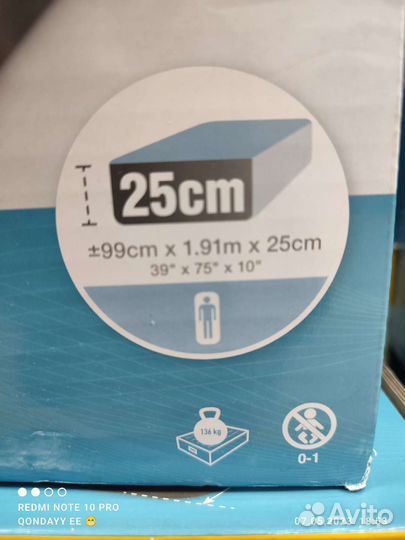 25cm
±99cm x 1.91m x 25cm
39" x 75" x 10"
136 kg
0-1
REDMI NOTE 10 PRO
QONDAYY EE 😬
Avito